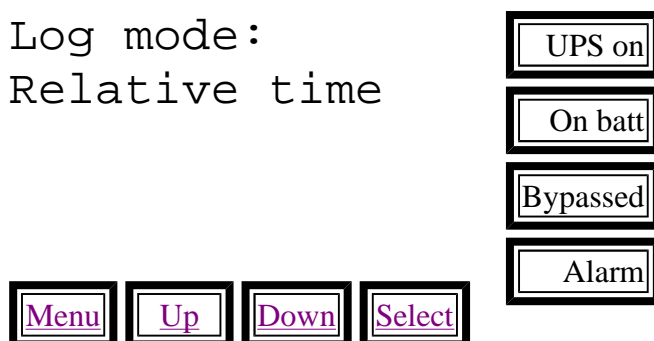 Log mode:
Relative time
UPS on
On batt
Bypassed
Alarm
Menu Up Down Select